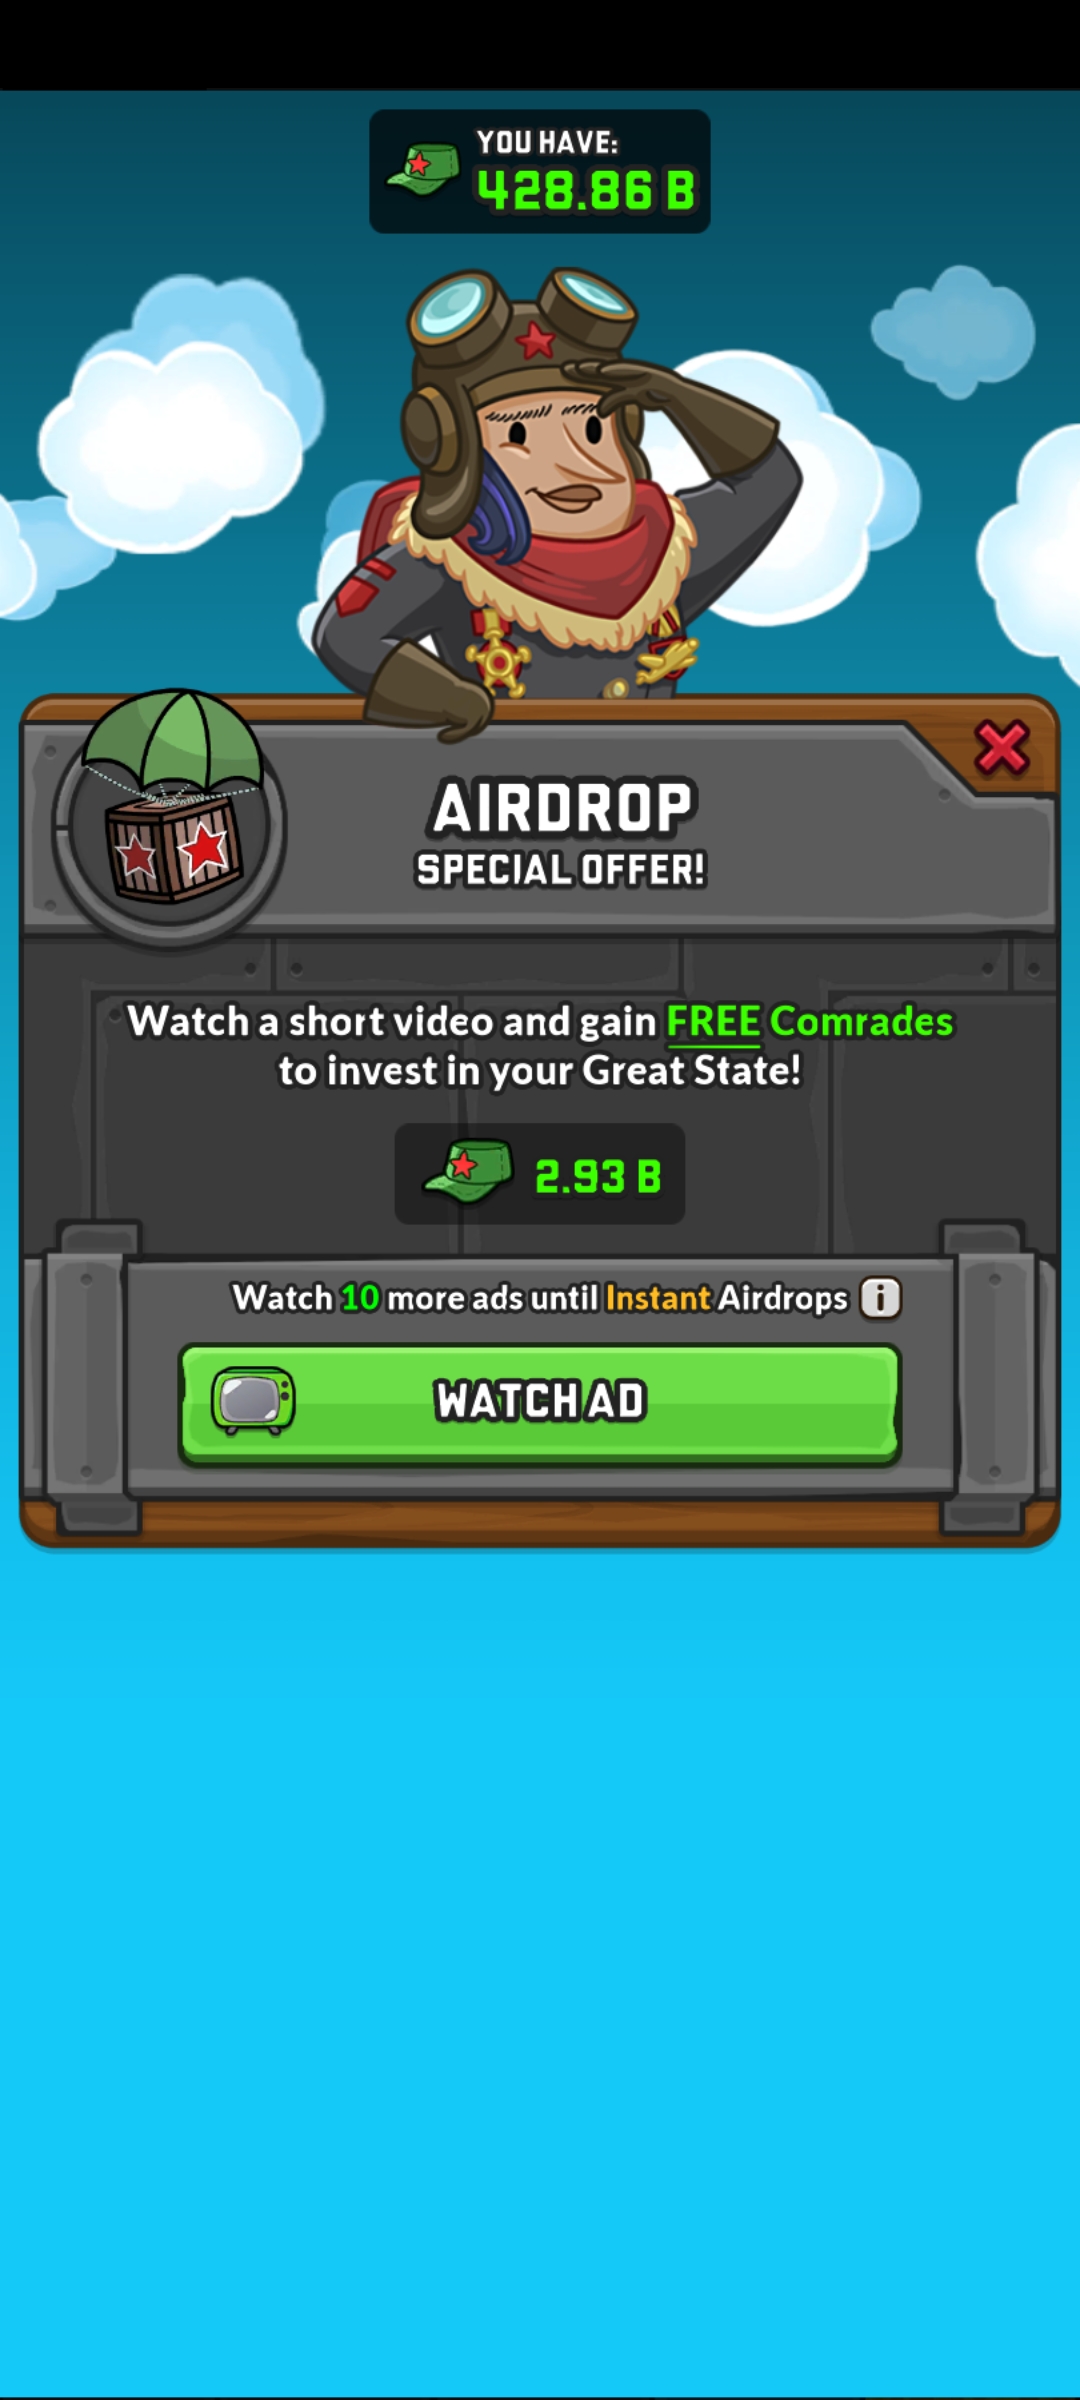 YOU HAVE:
428.86 B
AIRDROP
SPECIAL OFFER!
Watch a short video and gain FREE Comrades
to invest in your Great State!
2.93 B
Watch 10 more ads until Instant Airdrops i
WATCH AD